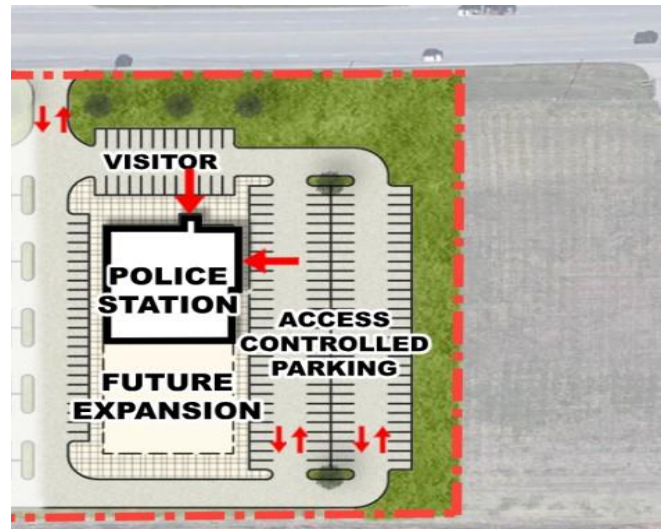 VISITOR
POLICE
STATION
ACCESS
CONTROLLED
PARKING
FUTURE
EXPANSION